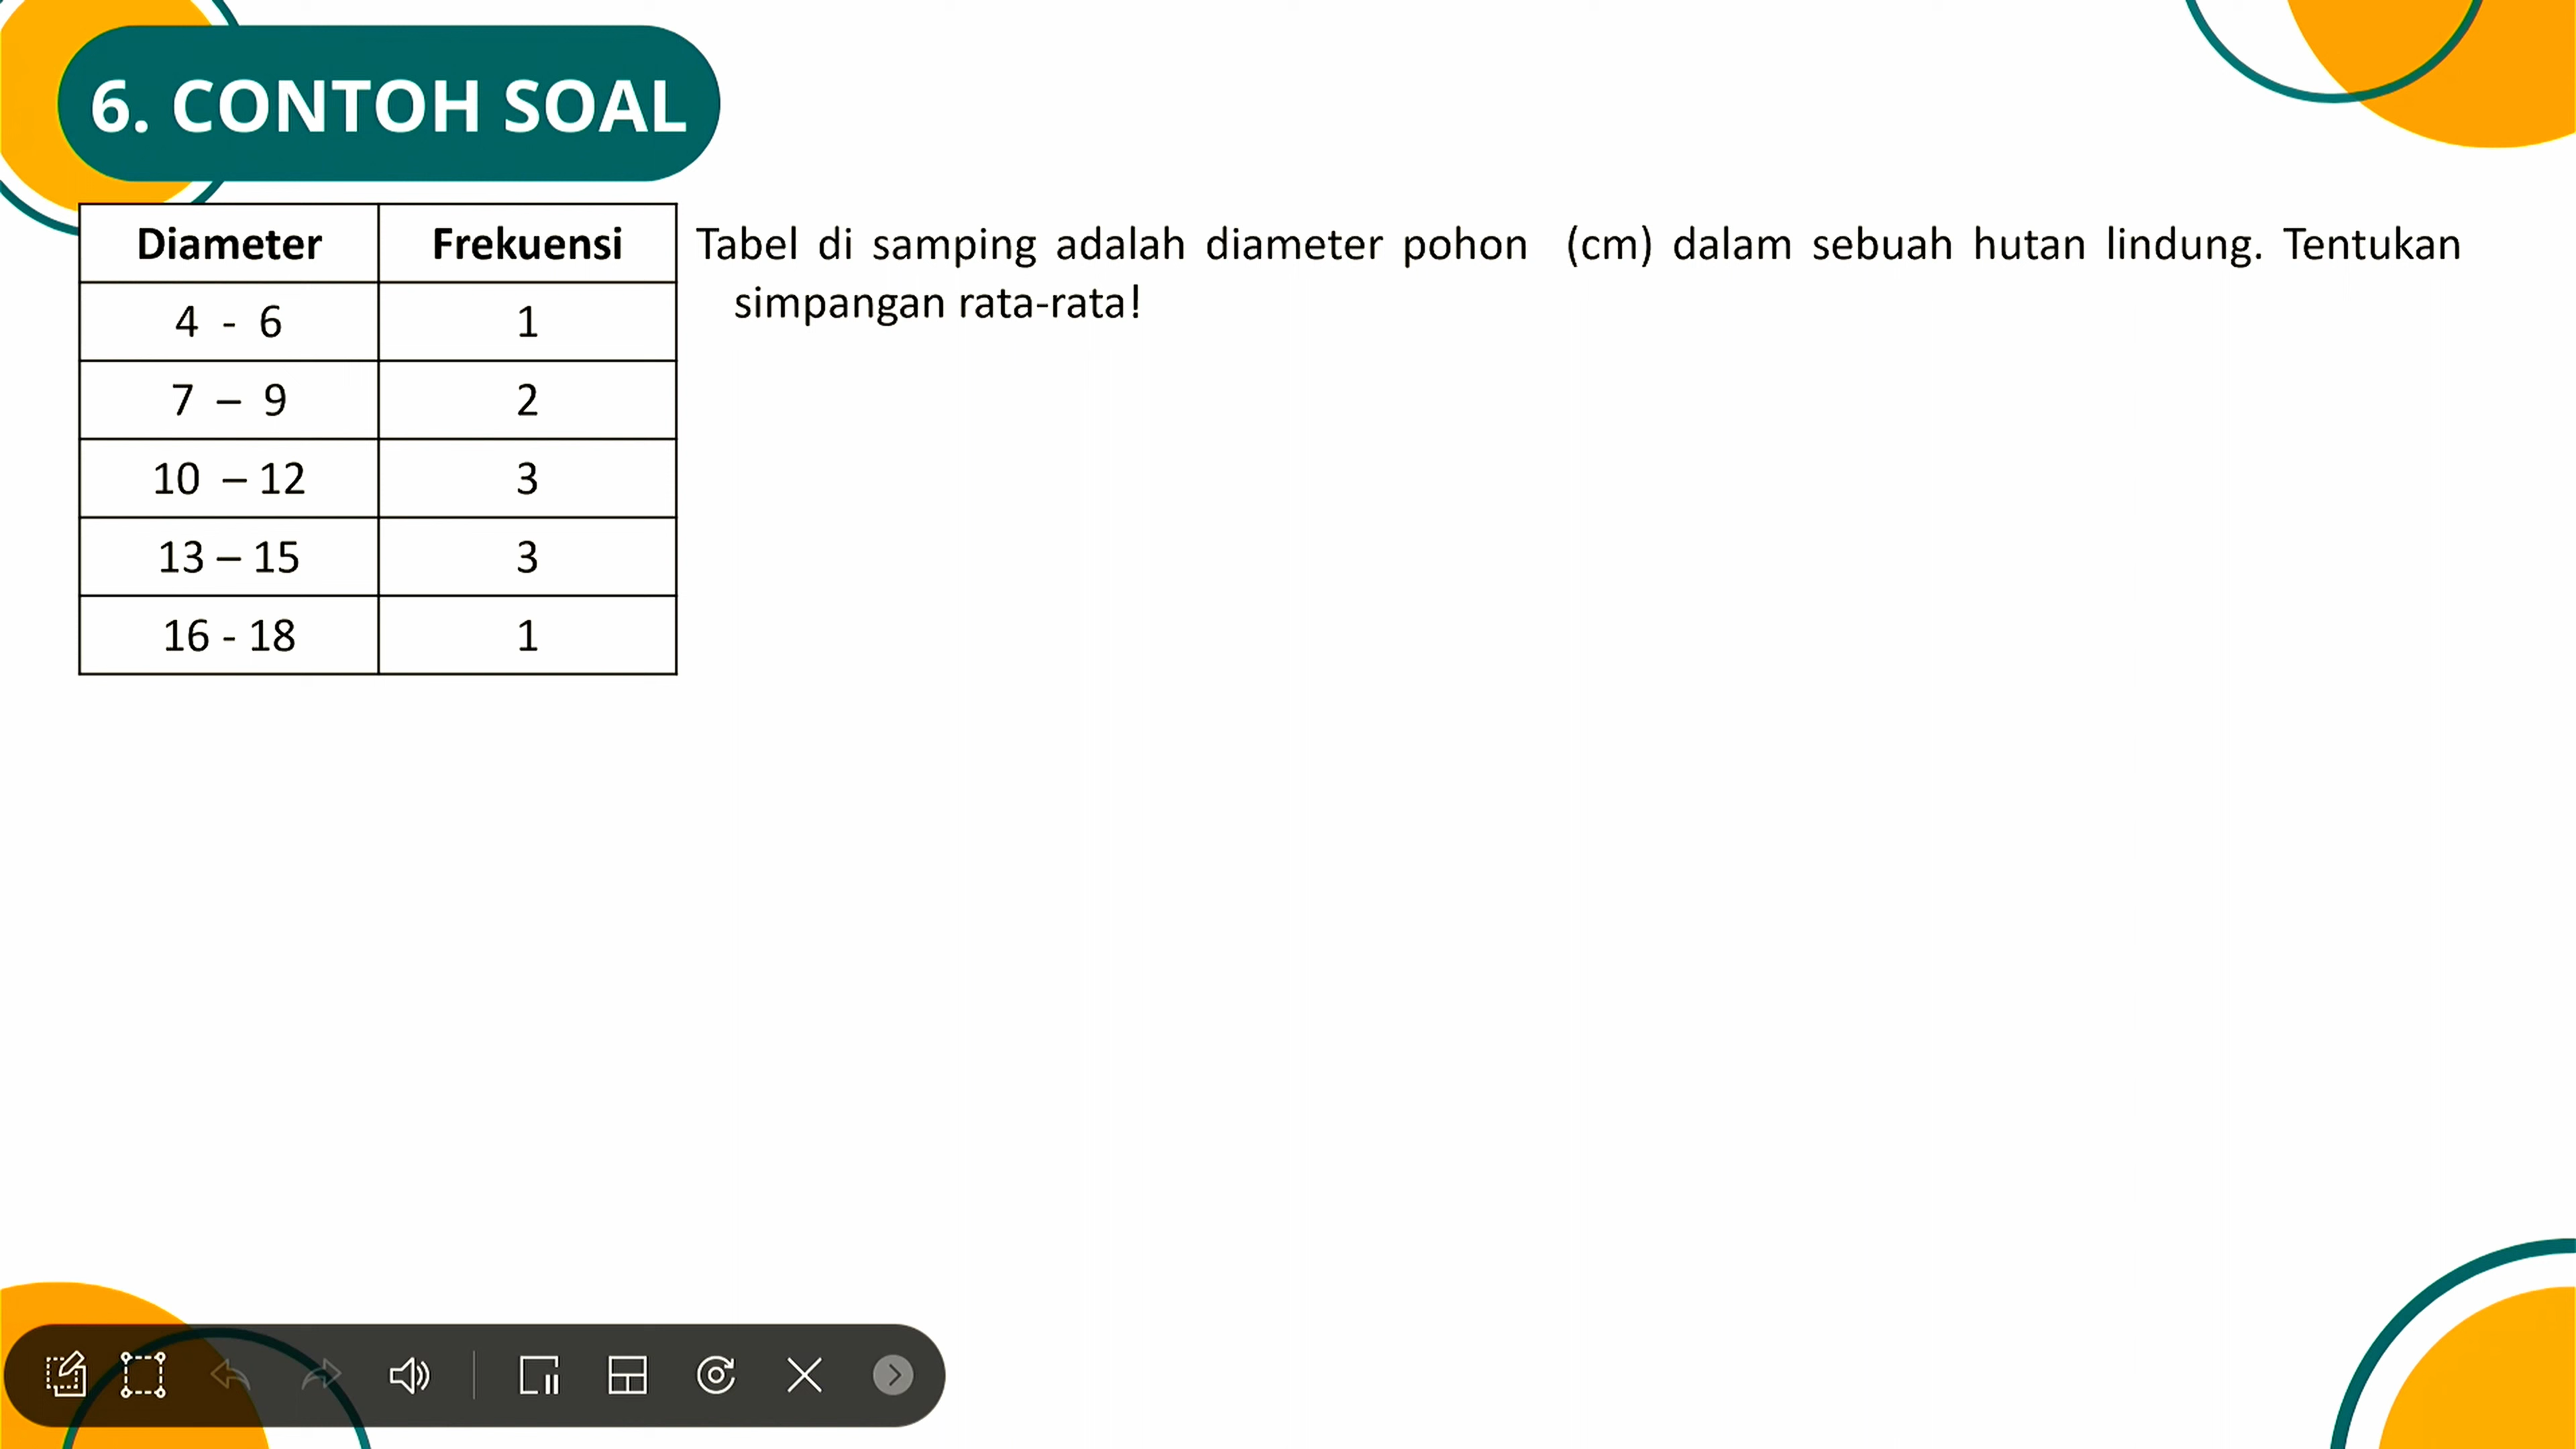 6. CONTOH SOAL
Diameter Frekuensi
4 - 6 1
7 – 9 2
10 – 12 3
13 – 15 3
16 - 18 1
Tabel di samping adalah diameter pohon (cm) dalam sebuah hutan lindung. Tentukan
simpangan rata-rata!